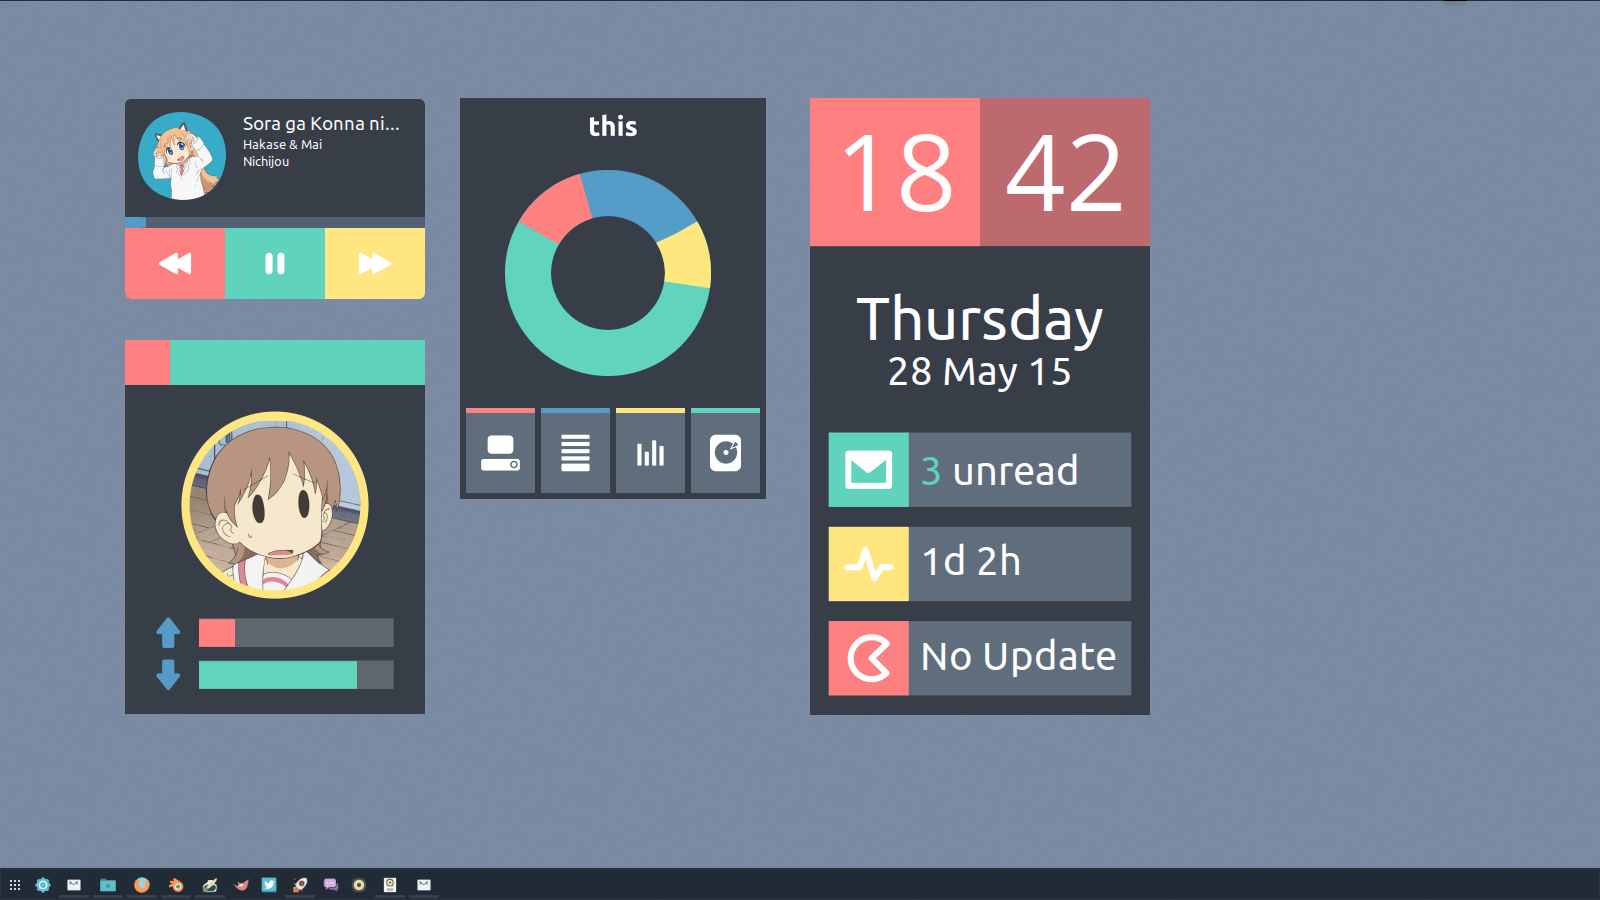 Sora ga Konna ni...
Hakase & Mai
Nichijou
this
18 42
Thursday
28 May 15
3 unread
1d 2h
No Update